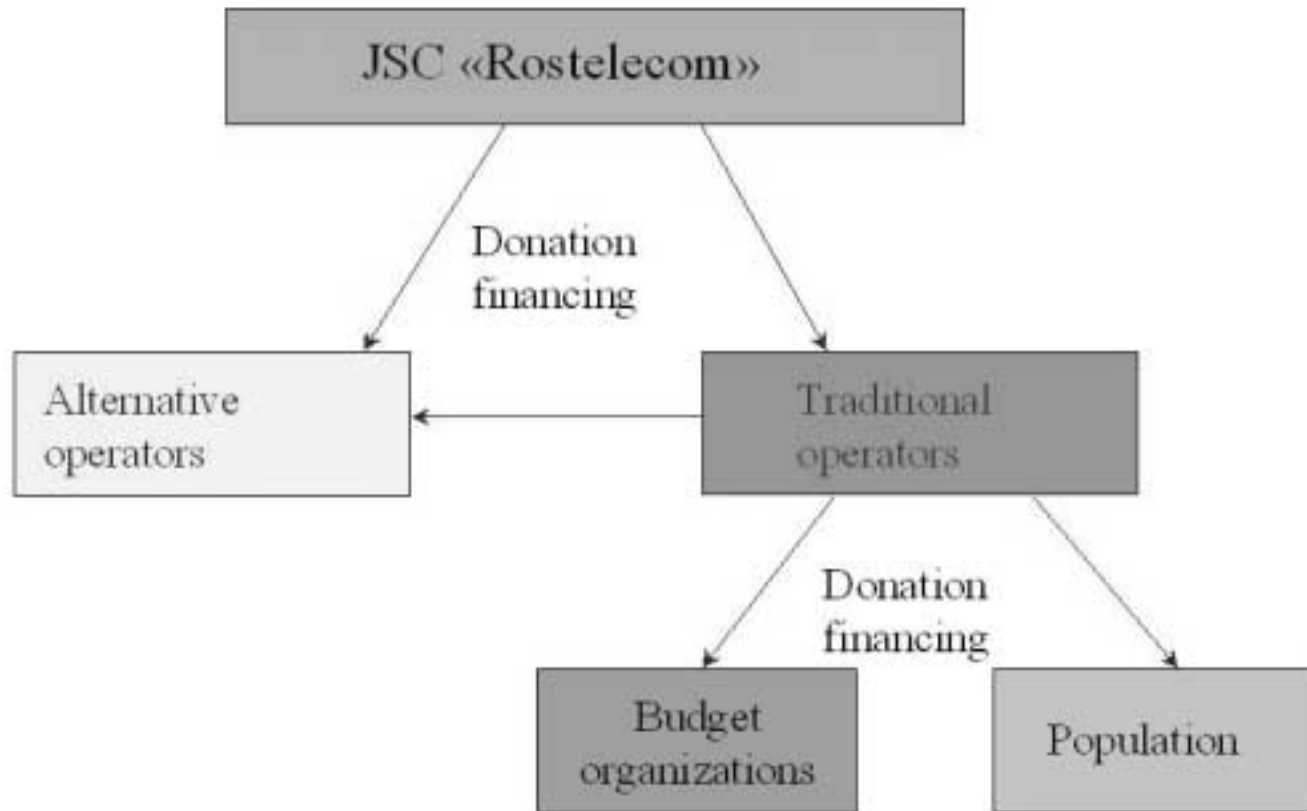 JSC «Rostelecom»
Donation
financing
Alternative
operators
Traditional
operators
Donation
financing
Budget
organizations
Population